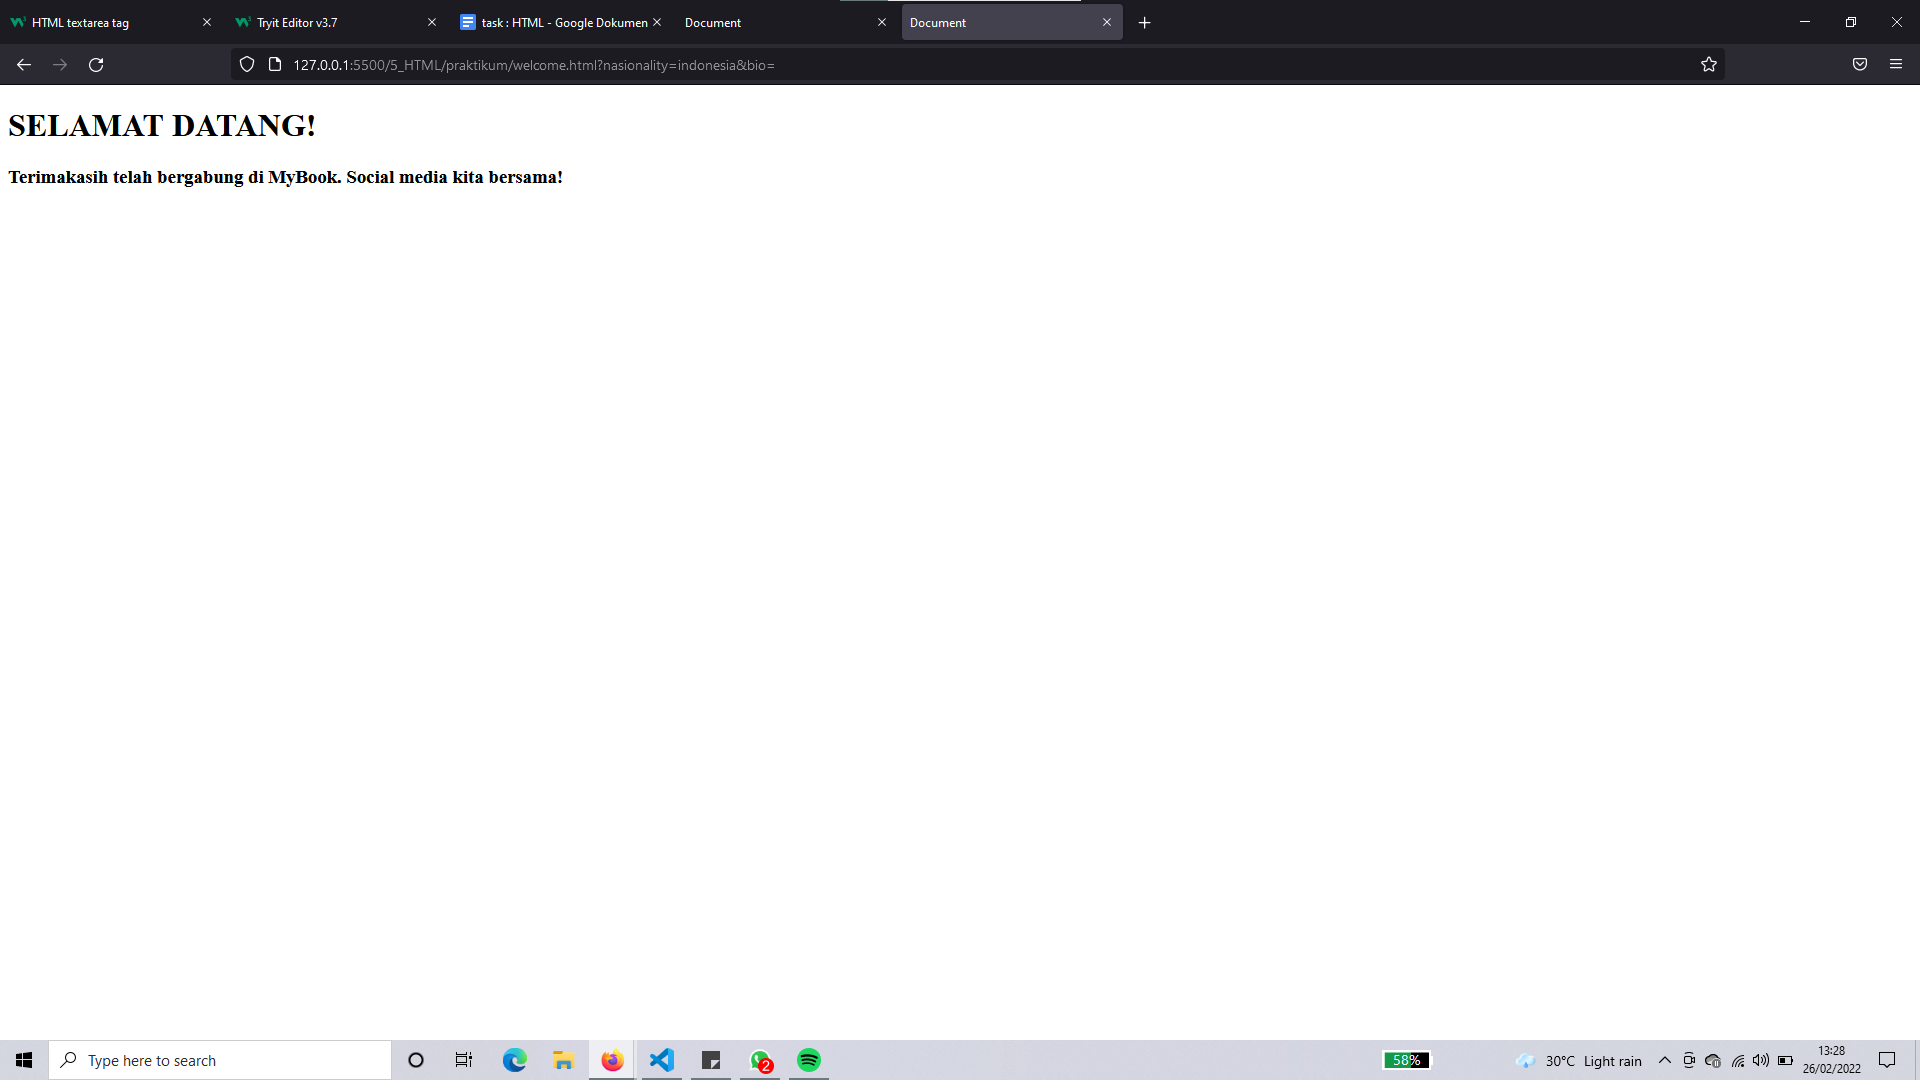 HTML textarea tag
Tryit Editor v3.7
task : HTML - Google Dokumen
Document
Document
127.0.0.1:5500/5_HTML/praktikum/welcome.html?nasionality=indonesia&bio=
SELAMAT DATANG!
Terimakasih telah bergabung di MyBook. Social media kita bersama!
Type here to search
2
58%
30°C Light rain
13:28
26/02/2022